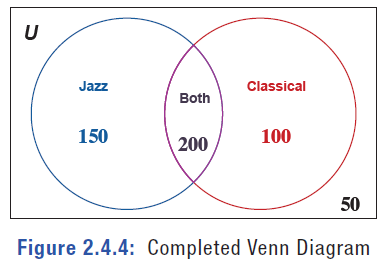 U
Jazz
Both
Classical
150
200
100
50
Figure 2.4.4: Completed Venn Diagram